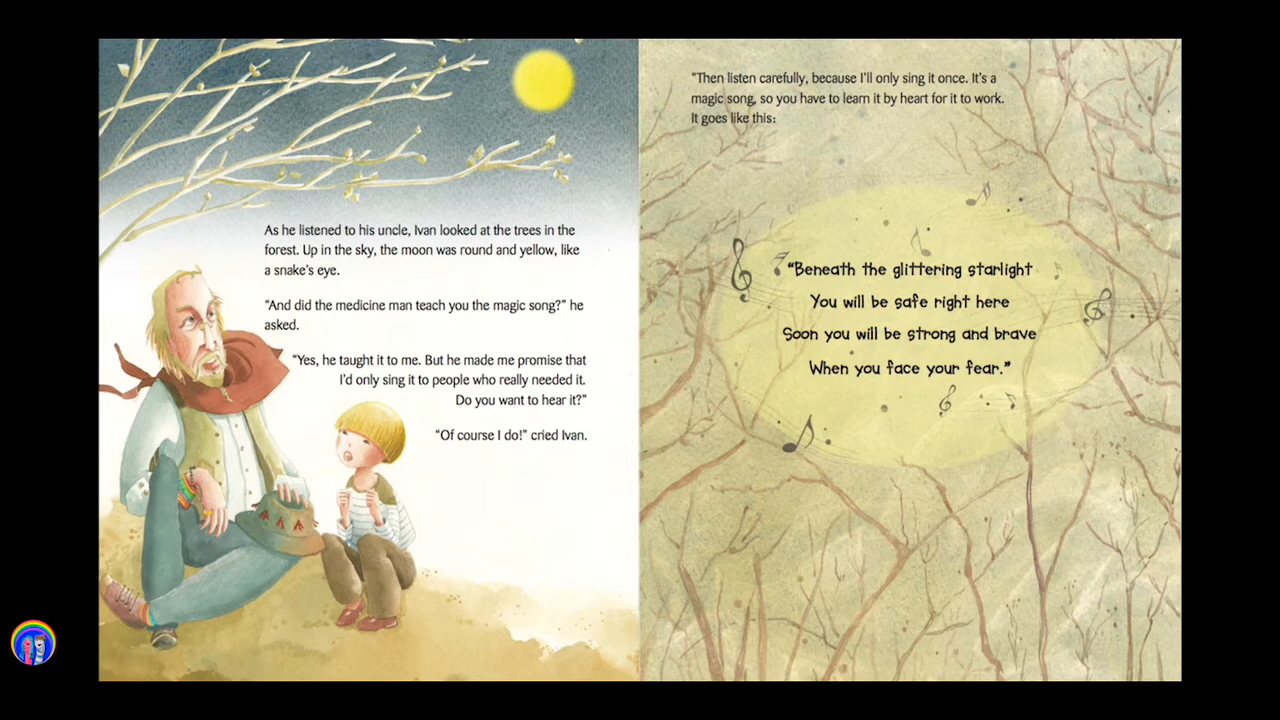 As he listened to his uncle, Ivan looked at the trees in the
forest. Up in the sky, the moon was round and yellow, like
a snake's eye.
"And did the medicine man teach you the magic song?" he
asked.
"Yes, he taught it to me. But he made me promise that
I'd only sing it to people who really needed it.
Do you want to hear it?"
"Of course I do!" cried Ivan.
"Then listen carefully, because I'll only sing it once. It's a
magic song, so you have to learn it by heart for it to work.
It goes like this:
"Beneath the glittering starlight
You will be safe right here
Soon you will be strong and brave
When you face your fear."